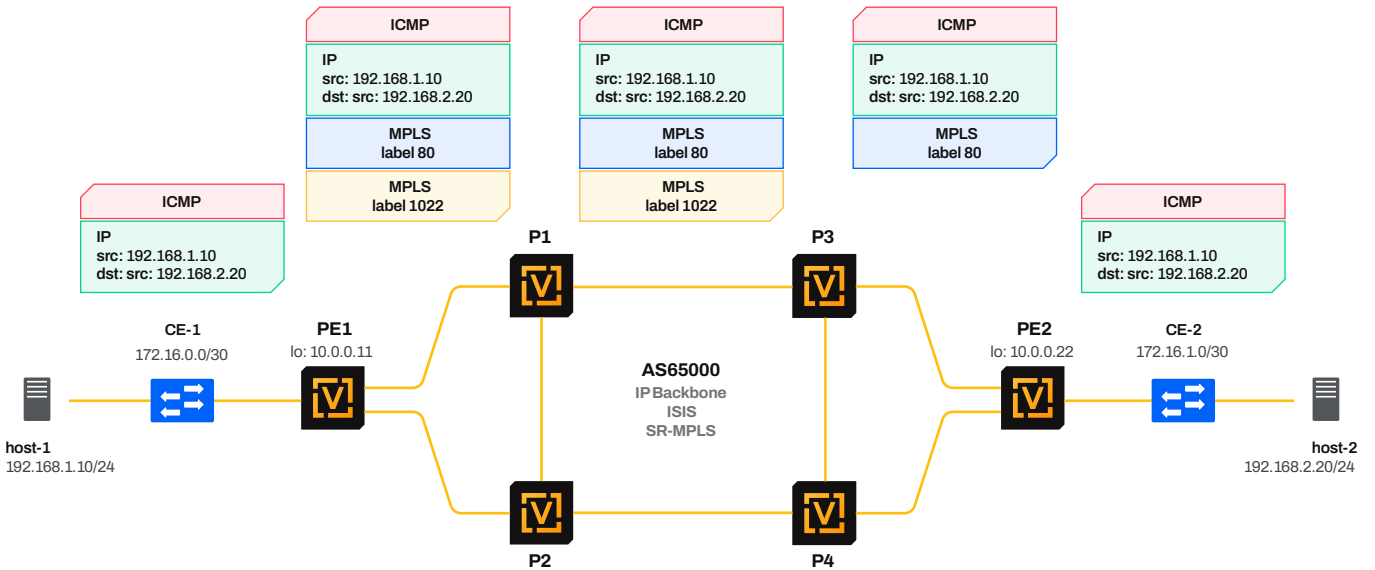 ICMP
IP
src: 192.168.1.10
dst: src: 192.168.2.20
MPLS
label 80
MPLS
label 1022
ICMP
IP
src: 192.168.1.10
dst: src: 192.168.2.20
MPLS
label 80
MPLS
label 1022
ICMP
IP
src: 192.168.1.10
dst: src: 192.168.2.20
MPLS
label 80
ICMP
IP
src: 192.168.1.10
dst: src: 192.168.2.20
ICMP
IP
src: 192.168.1.10
dst: src: 192.168.2.20
P1
V
P3
V
CE-1
172.16.0.0/30
PE1
lo: 10.0.0.11
V
AS65000
IP Backbone
ISIS
SR-MPLS
PE2
lo: 10.0.0.22
V
CE-2
172.16.1.0/30
host-1
192.168.1.10/24
host-2
192.168.2.20/24
V
P2
V
P4